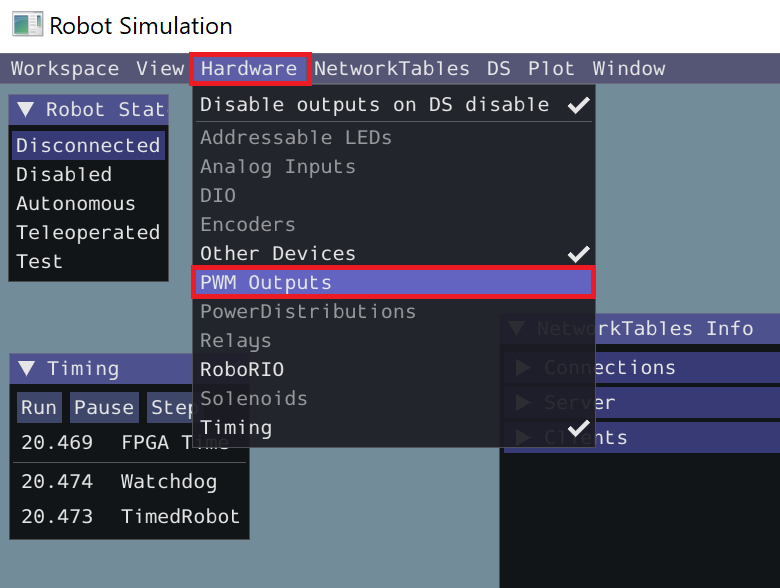 Robot Simulation
Workspace View Hardware NetworkTables DS Plot Window
▼ Robot Stat
Disconnected
Disabled
Autonomous
Teleoperated
Test
Disable outputs on DS disable ✓
Addressable LEDs
Analog Inputs
DIO
Encoders
Other Devices ✓
PWM Outputs
PowerDistributions
Relays
RoboRIO
Solenoids
Timing ✓
▼ NetworkTables Info
▶ Connections
▶ Server
▶ Clients
▼ Timing
Run Pause Step
20.469 FPGA Time
20.474 Watchdog
20.473 TimedRobot